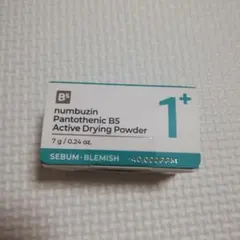 B5
numbuzin
Pantothenic B5
Active Drying Powder
7 g / 0.24 oz.
1+
SEBUM · BLEMISH